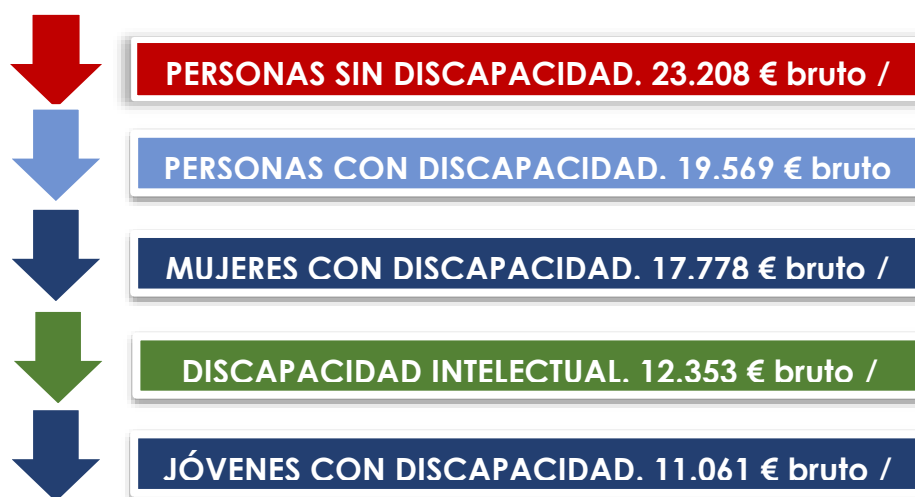 PERSONAS SIN DISCAPACIDAD. 23.208 € bruto /
PERSONAS CON DISCAPACIDAD. 19.569 € bruto
MUJERES CON DISCAPACIDAD. 17.778 € bruto /
DISCAPACIDAD INTELECTUAL. 12.353 € bruto /
JÓVENES CON DISCAPACIDAD. 11.061 € bruto /